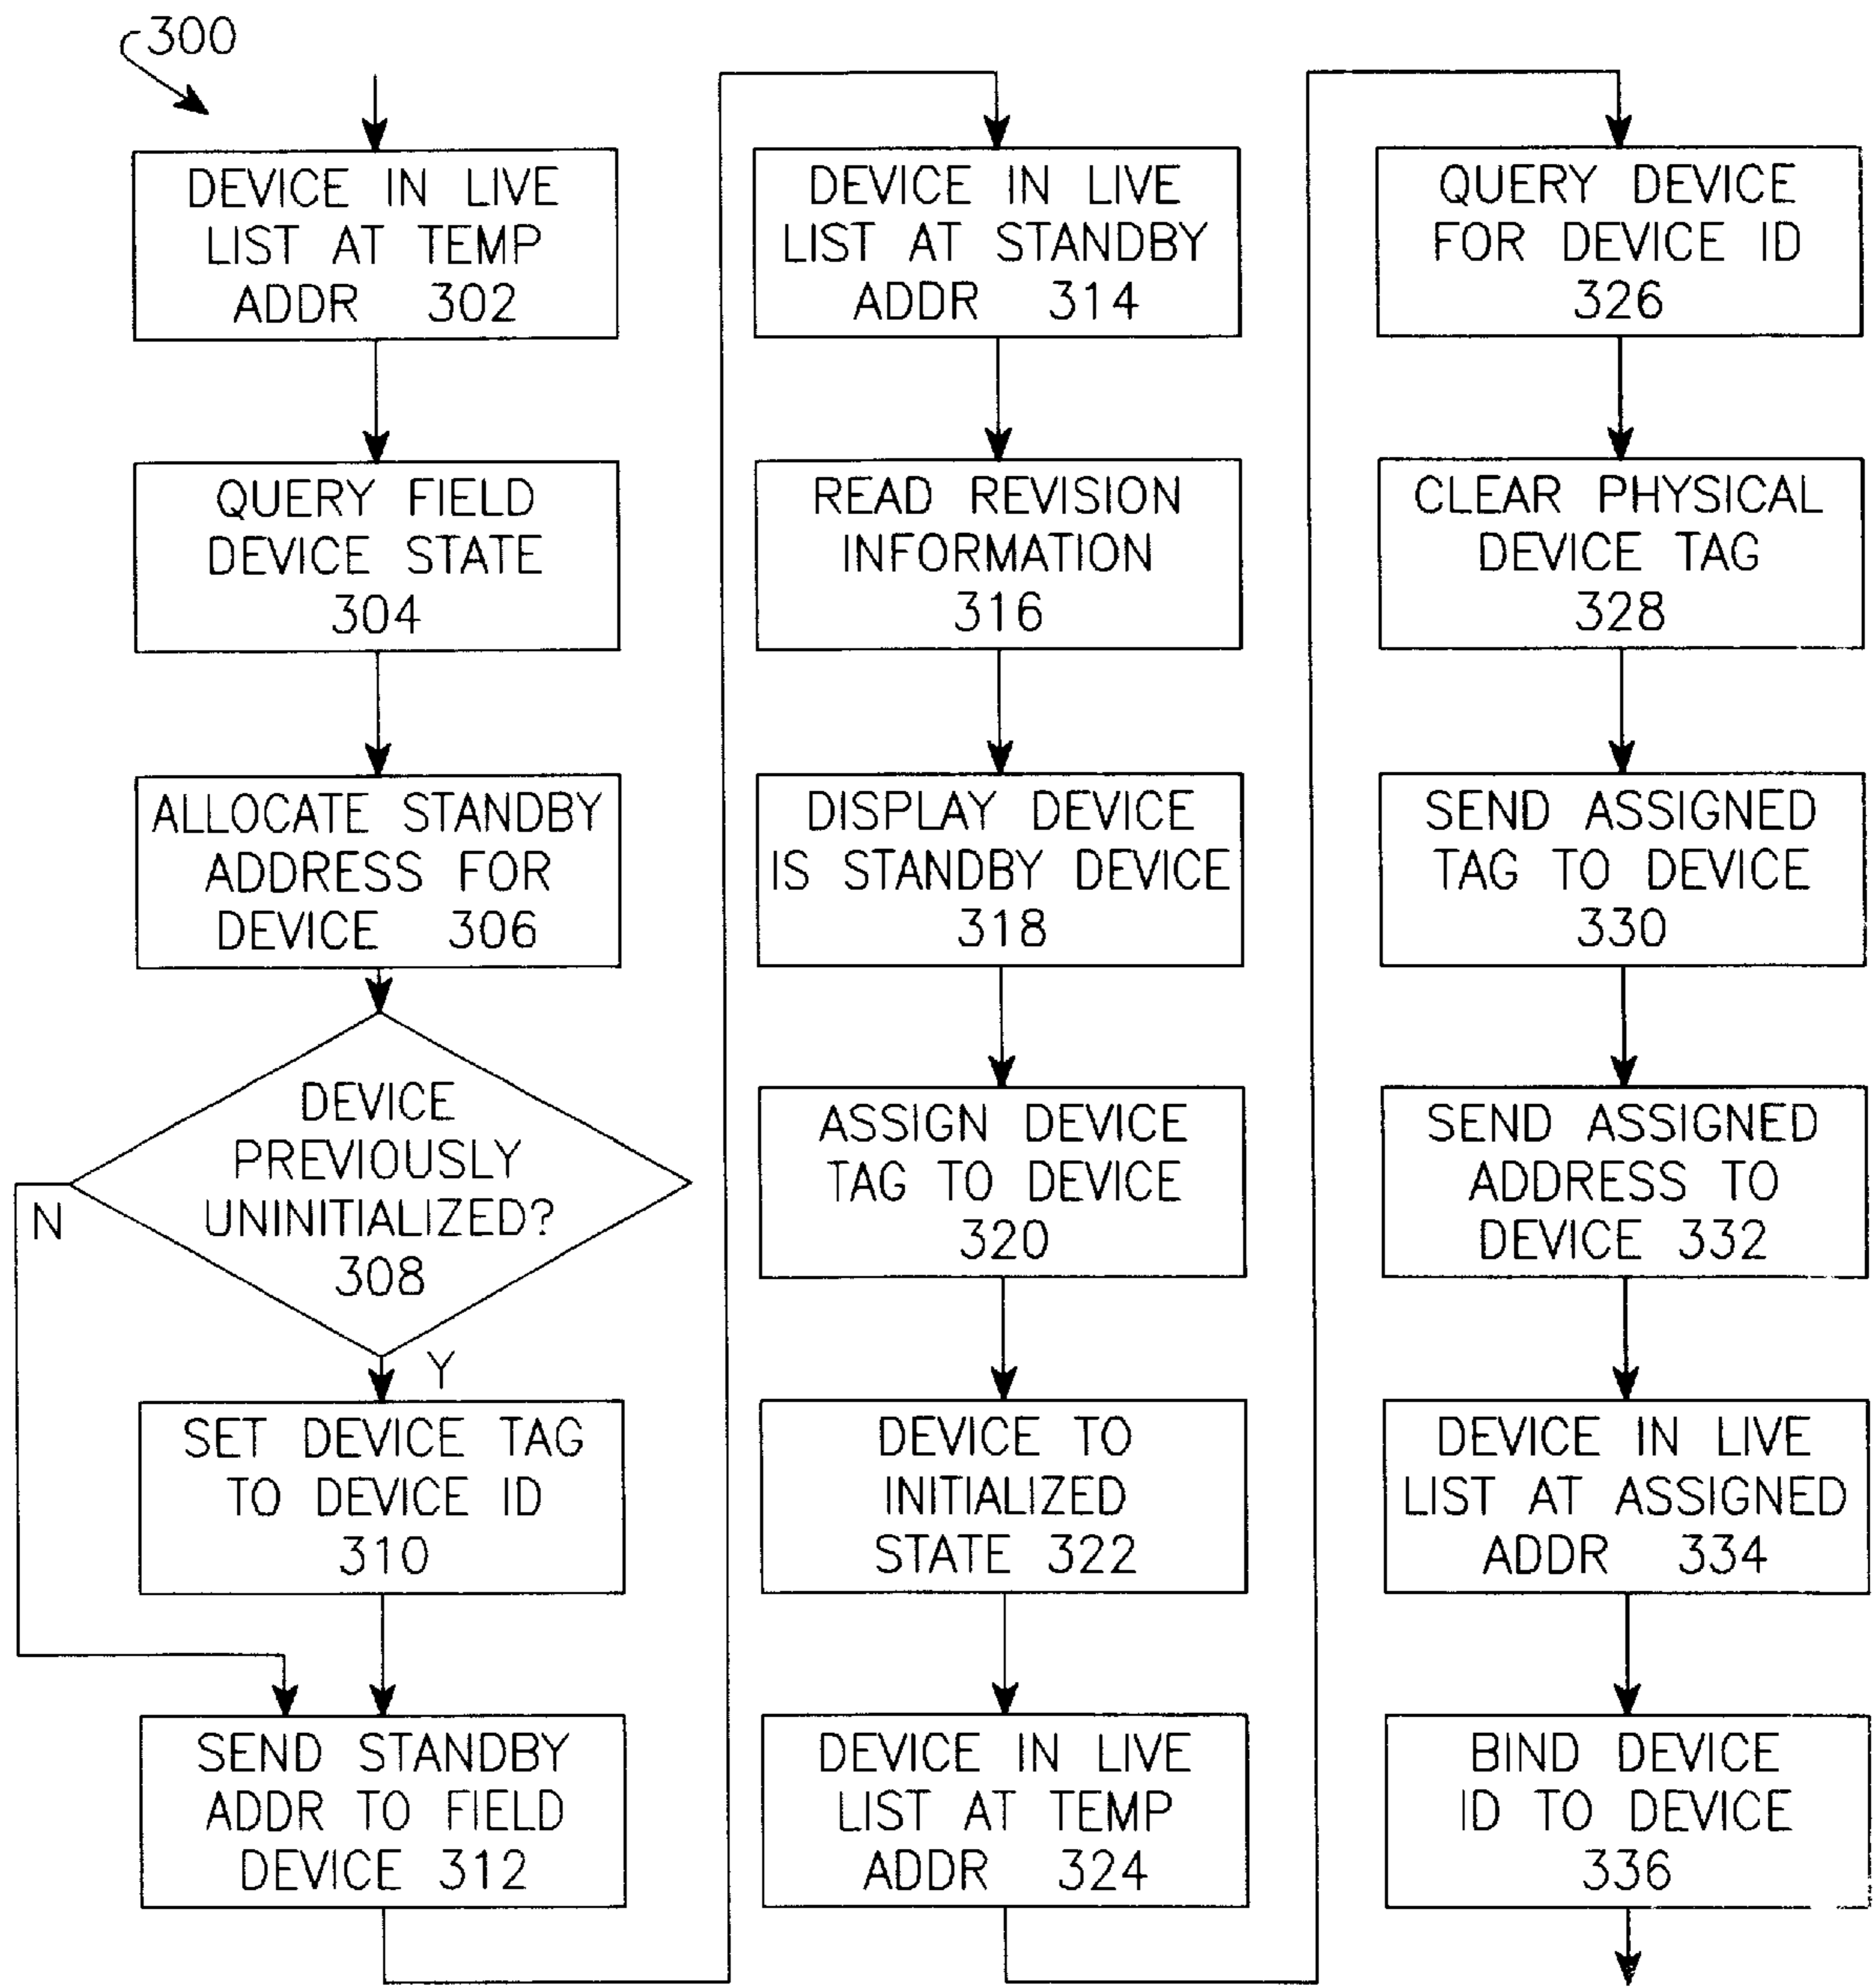 300
DEVICE IN LIVE
LIST AT TEMP
ADDR 302
QUERY FIELD
DEVICE STATE
304
ALLOCATE STANDBY
ADDRESS FOR
DEVICE 306
DEVICE
PREVIOUSLY
UNINITIALIZED?
308
N
Y
SET DEVICE TAG
TO DEVICE ID
310
SEND STANDBY
ADDR TO FIELD
DEVICE 312
DEVICE IN LIVE
LIST AT STANDBY
ADDR 314
READ REVISION
INFORMATION
316
DISPLAY DEVICE
IS STANDBY DEVICE
318
ASSIGN DEVICE
TAG TO DEVICE
320
DEVICE TO
INITIALIZED
STATE 322
DEVICE IN LIVE
LIST AT TEMP
ADDR 324
QUERY DEVICE
FOR DEVICE ID
326
CLEAR PHYSICAL
DEVICE TAG
328
SEND ASSIGNED
TAG TO DEVICE
330
SEND ASSIGNED
ADDRESS TO
DEVICE 332
DEVICE IN LIVE
LIST AT ASSIGNED
ADDR 334
BIND DEVICE
ID TO DEVICE
336